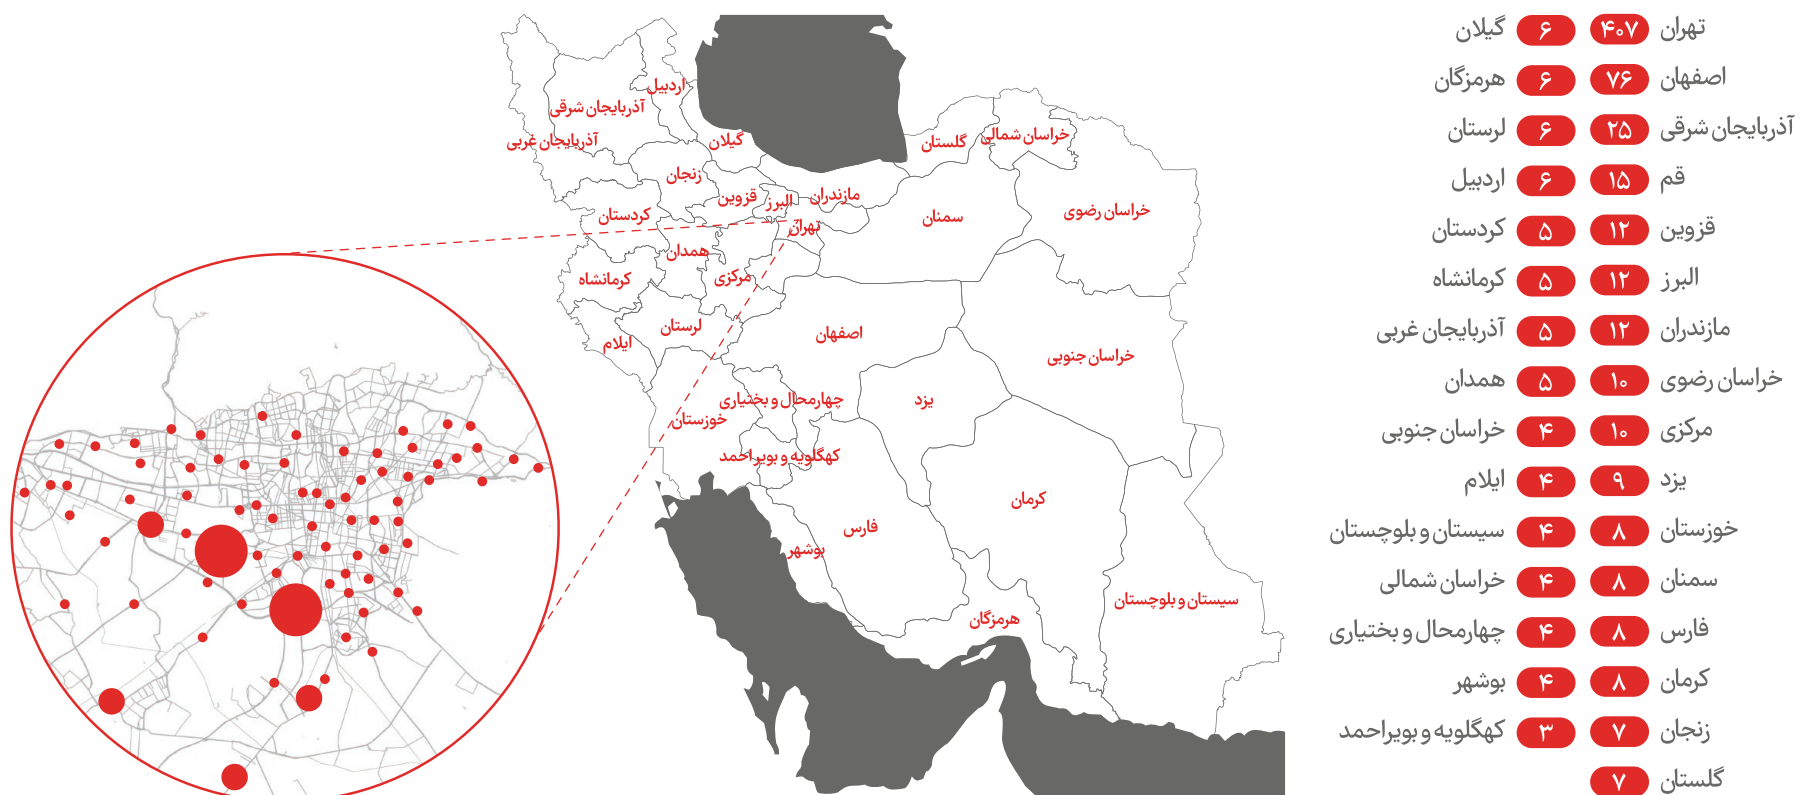 تهران ۴۰۷
اصفهان ۷۶
آذربایجان شرقی ۲۵
قم ۱۵
قزوین ۱۲
البرز ۱۲
مازندران ۱۲
خراسان رضوی ۱۰
مرکزی ۱۰
یزد ۹
خوزستان ۸
سمنان ۸
فارس ۸
کرمان ۸
زنجان ۷
گلستان ۷
گیلان ۶
هرمزگان ۶
لرستان ۶
اردبیل ۶
کردستان ۵
کرمانشاه ۵
آذربایجان غربی ۵
همدان ۵
خراسان جنوبی ۴
ایلام ۴
سیستان و بلوچستان ۴
خراسان شمالی ۴
چهارمحال و بختیاری ۴
بوشهر ۴
کهگلویه و بویراحمد ۳
اردبیل
آذربایجان شرقی
آذربایجان غربی
گیلان
گلستان
خراسان شمالی
زنجان
قزوین
البرز
مازندران
خراسان رضوی
سمنان
کردستان
تهران
همدان
مرکزی
کرمانشاه
لرستان
ایلام
اصفهان
خراسان جنوبی
چهارمحال و بختیاری
یزد
خوزستان
کهگلویه و بویراحمد
کرمان
فارس
بوشهر
سیستان و بلوچستان
هرمزگان